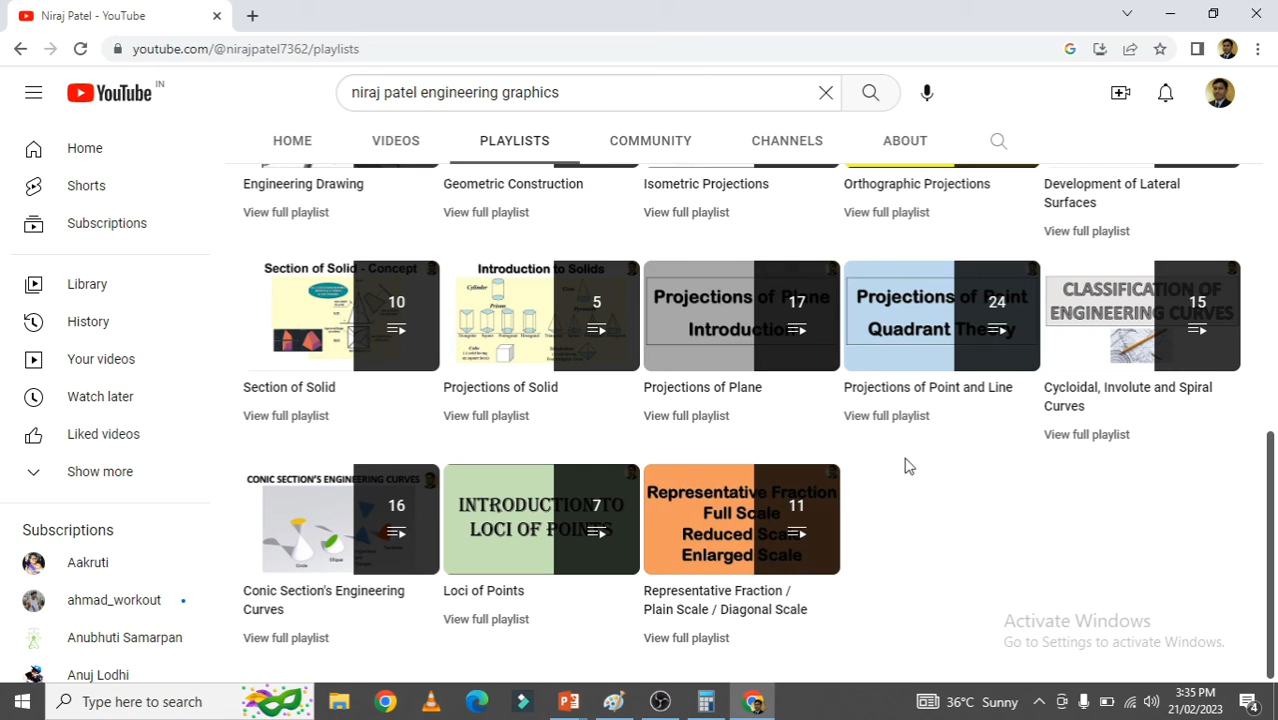 Niraj Patel - YouTube
youtube.com/@nirajpatel7362/playlists
YouTube IN
niraj patel engineering graphics
HOME VIDEOS PLAYLISTS COMMUNITY CHANNELS ABOUT
Home
Shorts
Subscriptions
Library
History
Your videos
Watch later
Liked videos
Show more
Subscriptions
Aakruti
ahmad_workout
Anubhuti Samarpan
Anuj Lodhi
Engineering Drawing
View full playlist
Geometric Construction
View full playlist
Isometric Projections
View full playlist
Orthographic Projections
View full playlist
Development of Lateral
Surfaces
View full playlist
Section of Solid - Concept
10
Section of Solid
View full playlist
Introduction to Solids
Cylinder
5
Projections of Solid
View full playlist
Projections of Plane
Introduction
17
Projections of Plane
View full playlist
Projections of Point
Quadrant Theory
24
Projections of Point and Line
View full playlist
CLASSIFICATION OF
ENGINEERING CURVES
15
Cycloidal, Involute and Spiral
Curves
View full playlist
CONIC SECTION'S ENGINEERING
CURVES
16
Conic Section's Engineering
Curves
View full playlist
INTRODUCTION TO
LOCI OF POINTS
7
Loci of Points
View full playlist
Representative Fraction
Full Scale
Reduced Scale
Enlarged Scale
11
Representative Fraction /
Plain Scale / Diagonal Scale
View full playlist
Activate Windows
Go to Settings to activate Windows.
Type here to search
36°C Sunny
3:35 PM
21/02/2023
4